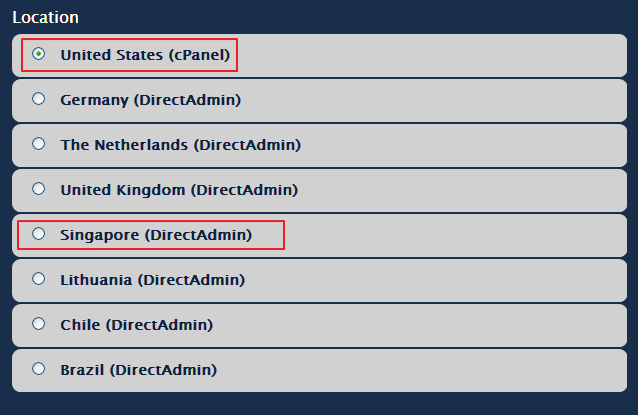 Location
United States (cPanel)
Germany (DirectAdmin)
The Netherlands (DirectAdmin)
United Kingdom (DirectAdmin)
Singapore (DirectAdmin)
Lithuania (DirectAdmin)
Chile (DirectAdmin)
Brazil (DirectAdmin)